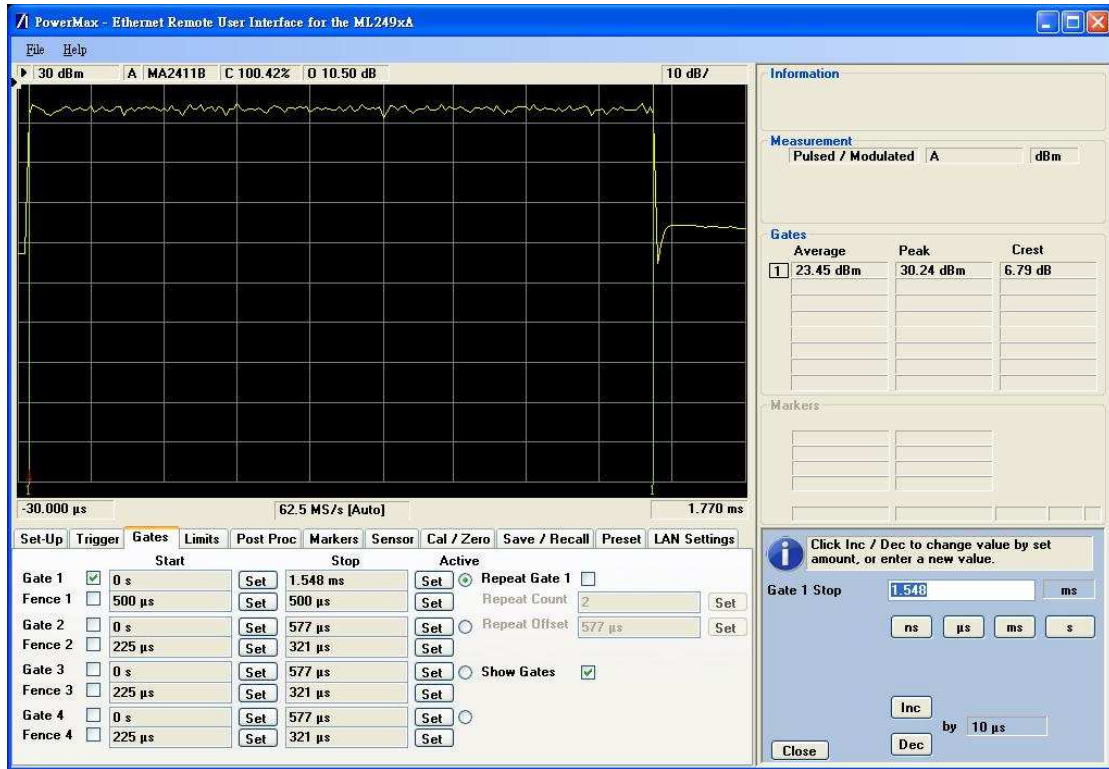 PowerMax - Ethernet Remote User Interface for the ML249xA
File Help
30 dBm A MA2411B C 100.42% O 10.50 dB 10 dB/
1 1
-30.000 µs 62.5 MS/s [Auto] 1.770 ms
Information
Measurement
Pulsed / Modulated A dBm
Gates
Average Peak Crest
1 23.45 dBm 30.24 dBm 6.79 dB
Markers
Set-Up Trigger Gates Limits Post Proc Markers Sensor Cal / Zero Save / Recall Preset LAN Settings
Start Stop Active
Gate 1 0 s Set 1.548 ms Set Repeat Gate 1
Fence 1 500 µs Set 500 µs Set Repeat Count 2 Set
Gate 2 0 s Set 577 µs Set Repeat Offset 577 µs Set
Fence 2 225 µs Set 321 µs Set
Gate 3 0 s Set 577 µs Set Show Gates
Fence 3 225 µs Set 321 µs Set
Gate 4 0 s Set 577 µs Set
Fence 4 225 µs Set 321 µs Set
Click Inc / Dec to change value by set
amount, or enter a new value.
Gate 1 Stop 1.548 ms
ns µs ms s
Inc
by 10 µs
Dec
Close